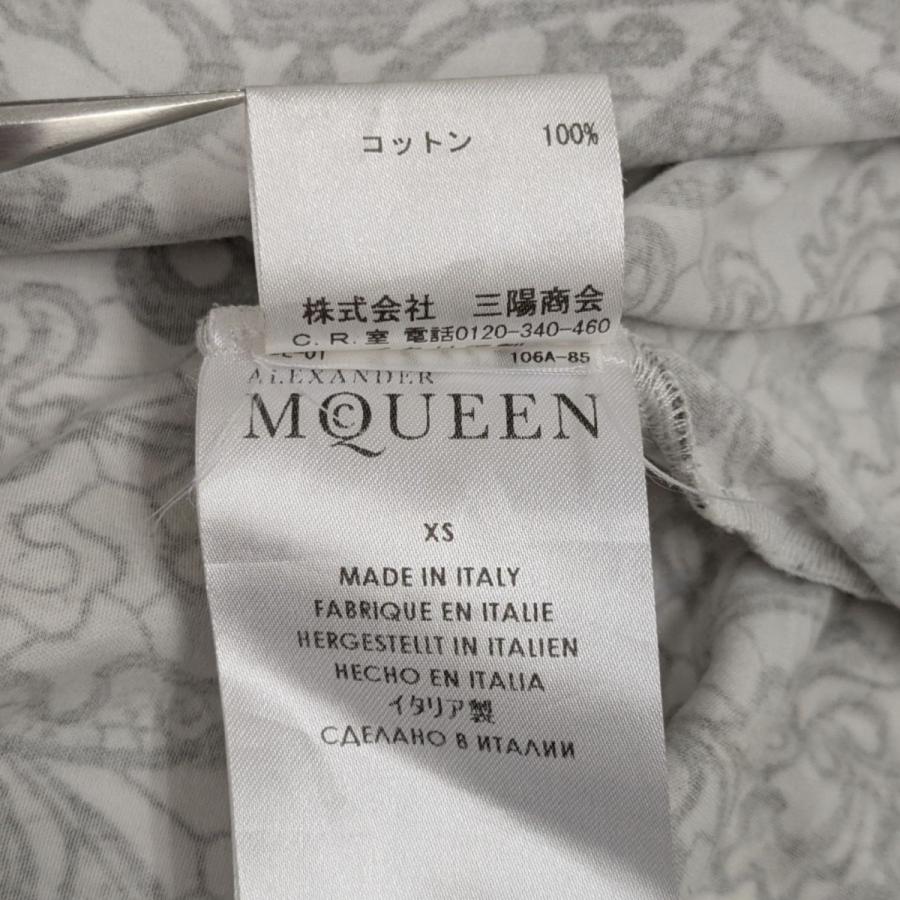 コットン 100%
株式会社 三陽商会
C.R.室 電話0120-340-460
106A-85
ALEXANDER
MCQUEEN
XS
MADE IN ITALY
FABRIQUE EN ITALIE
HERGESTELLT IN ITALIEN
HECHO EN ITALIA
イタリア製
СДЕЛАНО В ИТАЛИИ